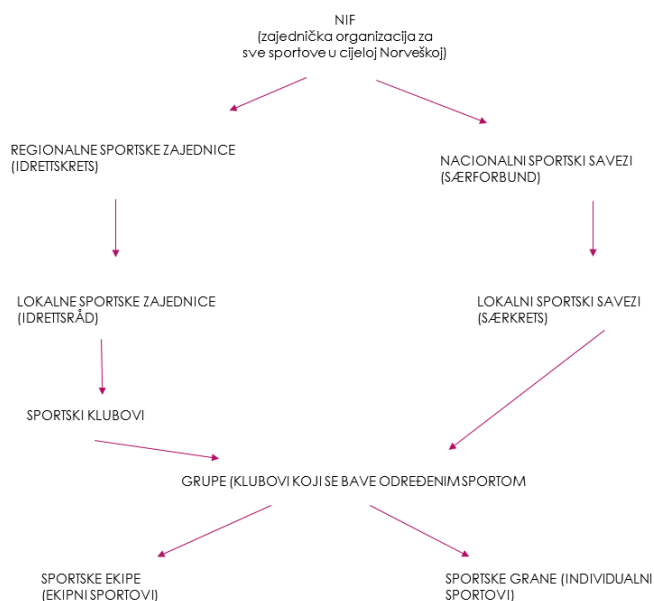 NIF
(zajednička organizacija za
sve sportove u cijeloj Norveškoj)
REGIONALNE SPORTSKE ZAJEDNICE
(IDRETTSKRETS)
NACIONALNI SPORTSKI SAVEZI
(SÆRFORBUND)
LOKALNE SPORTSKE ZAJEDNICE
(IDRETTSRÅD)
LOKALNI SPORTSKI SAVEZI
(SÆRKRETS)
SPORTSKI KLUBOVI
GRUPE (KLUBOVI KOJI SE BAVE ODREĐENIM SPORTOM
SPORTSKE EKIPE
(EKIPNI SPORTOVI)
SPORTSKE GRANE (INDIVIDUALNI
SPORTOVI)